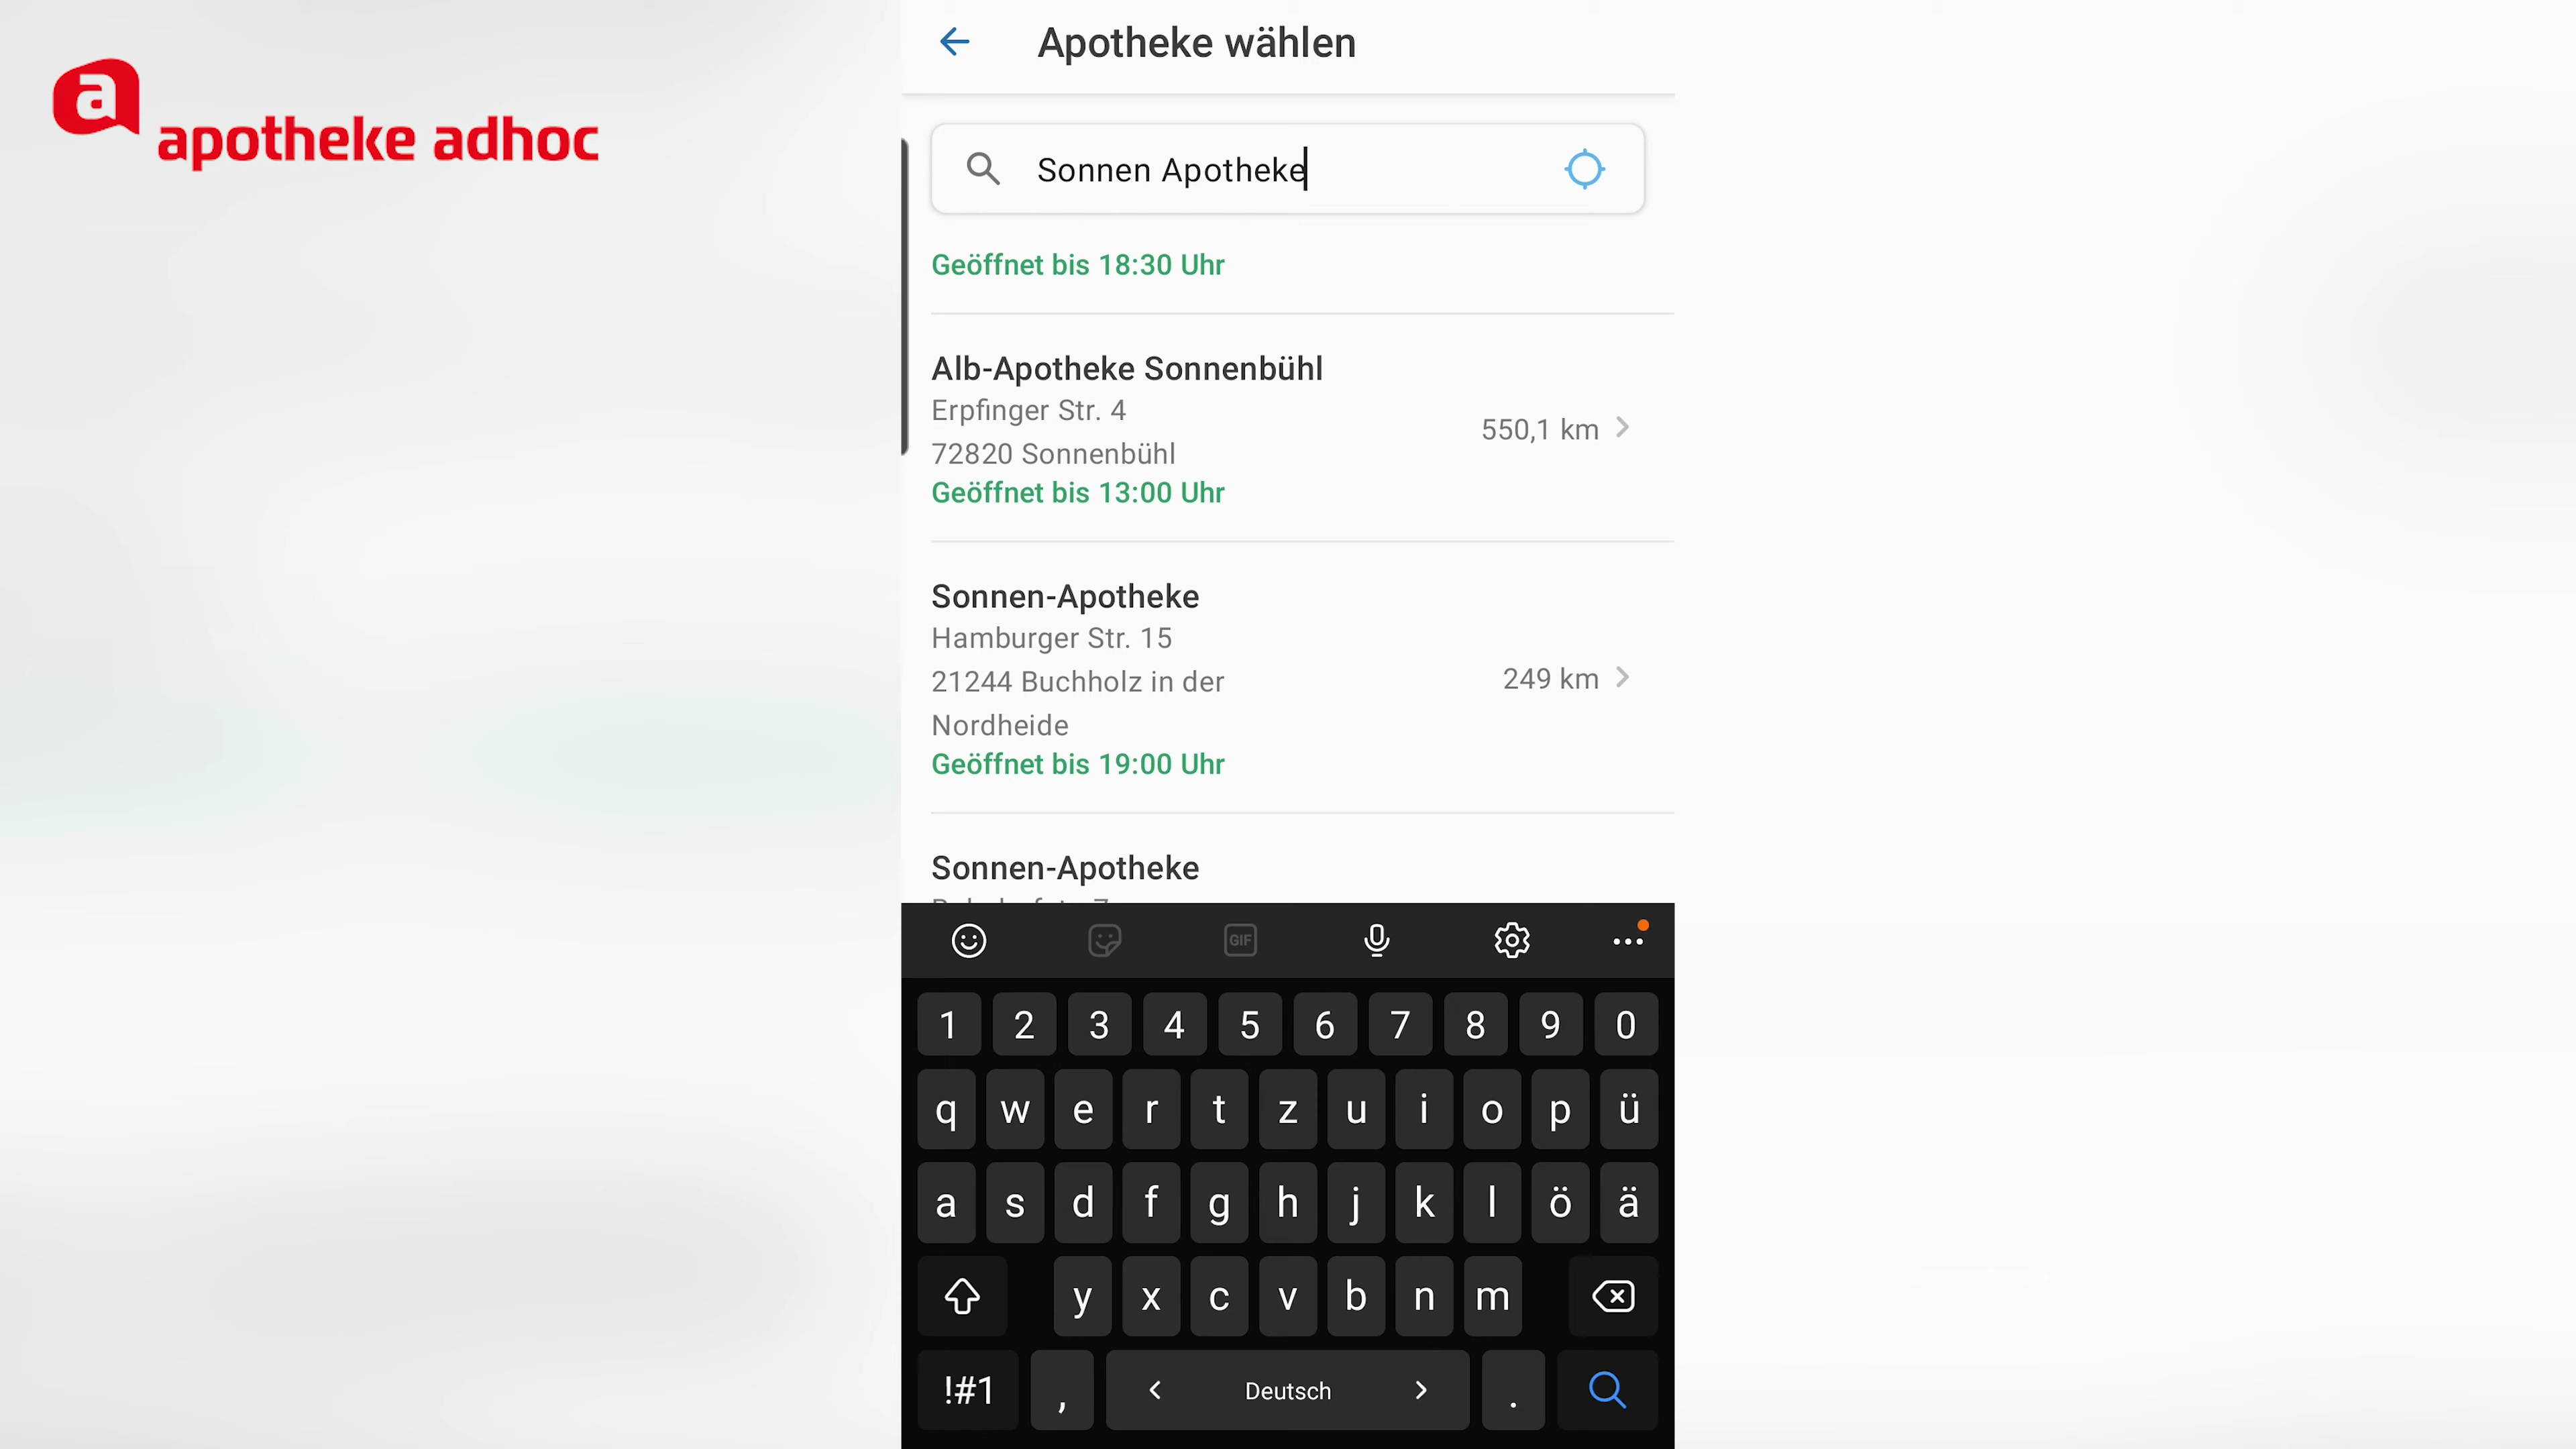 a
apotheke adhoc
Apotheke wählen
Sonnen Apotheke
Geöffnet bis 18:30 Uhr
Alb-Apotheke Sonnenbühl
Erpfinger Str. 4
72820 Sonnenbühl
Geöffnet bis 13:00 Uhr
550,1 km
Sonnen-Apotheke
Hamburger Str. 15
21244 Buchholz in der
Nordheide
Geöffnet bis 19:00 Uhr
249 km
Sonnen-Apotheke
GIF
1 2 3 4 5 6 7 8 9 0
q w e r t z u i o p ü
a s d f g h j k l ö ä
y x c v b n m
!#1 , < Deutsch > .